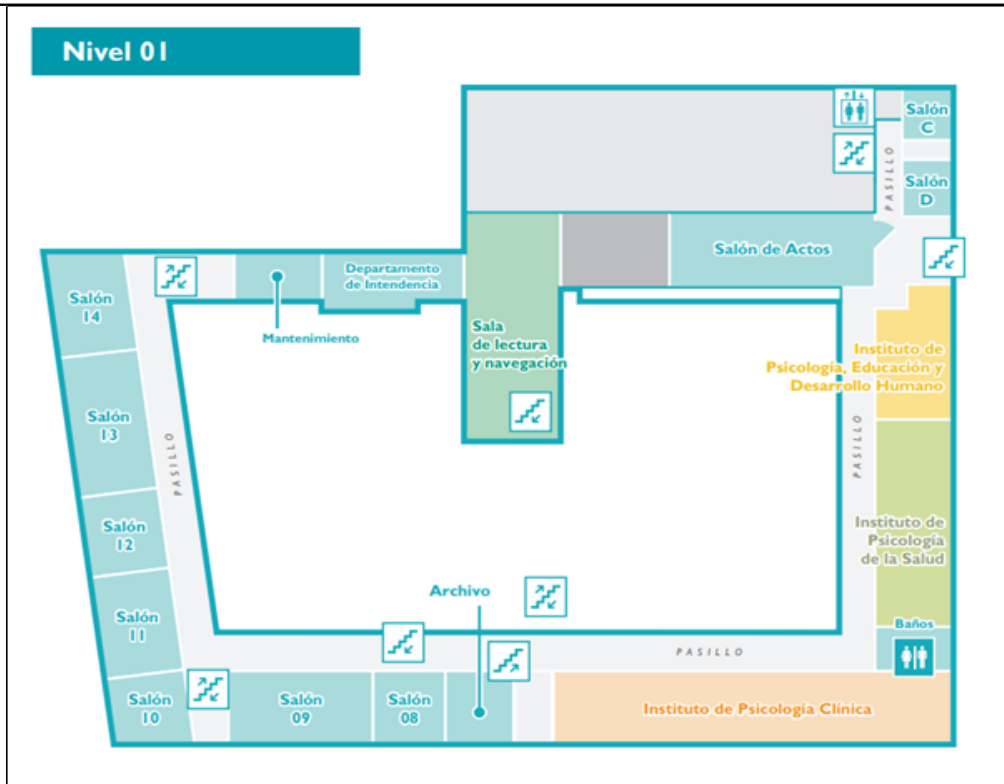 Nivel 01
Salón
C
PASILLO
Salón
D
Salón de Actos
Departamento
de Intendencia
Salón
14
Mantenimiento
Sala
de lectura
y navegación
Instituto de
Psicología, Educación y
Desarrollo Humano
Salón
13
PASILLO
PASILLO
Salón
12
Instituto de
Psicología
de la Salud
Archivo
Salón
11
Baños
PASILLO
Salón
10
Salón
09
Salón
08
Instituto de Psicología Clínica